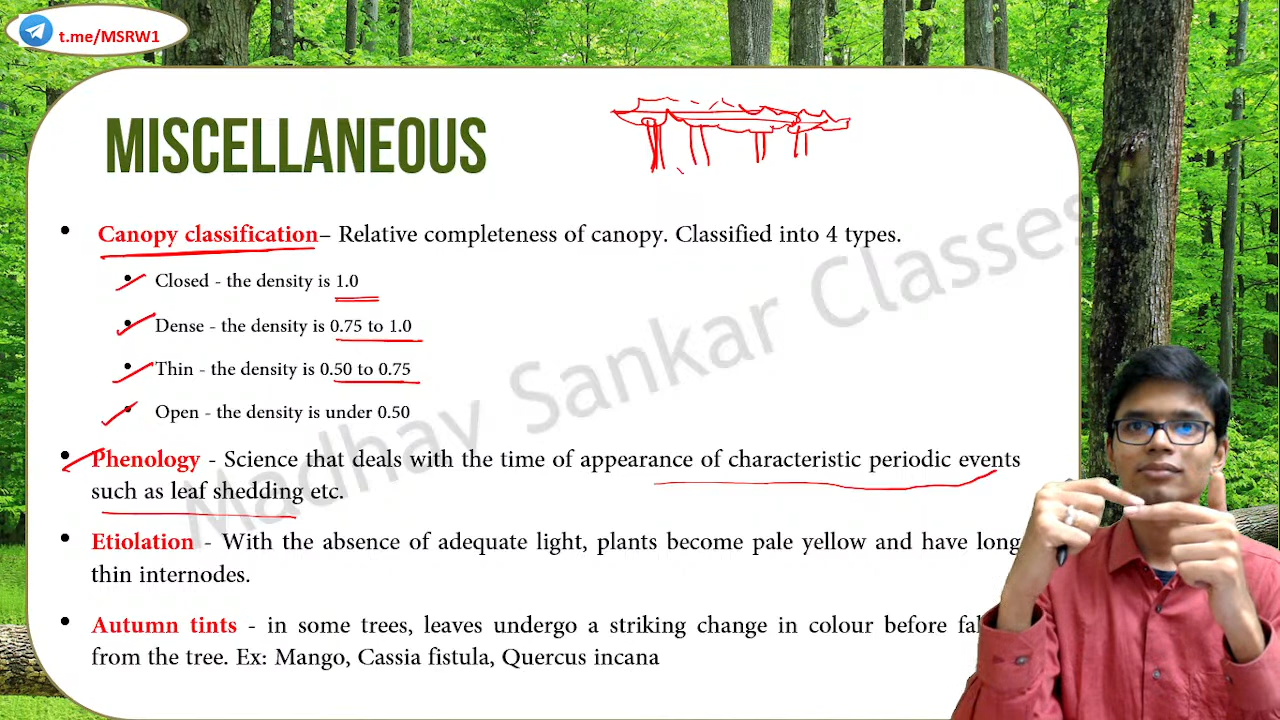 t.me/MSRW1
MISCELLANEOUS
• Canopy classification– Relative completeness of canopy. Classified into 4 types.
• Closed - the density is 1.0
• Dense - the density is 0.75 to 1.0
• Thin - the density is 0.50 to 0.75
• Open - the density is under 0.50
• Phenology - Science that deals with the time of appearance of characteristic periodic events
such as leaf shedding etc.
• Etiolation - With the absence of adequate light, plants become pale yellow and have long
thin internodes.
• Autumn tints - in some trees, leaves undergo a striking change in colour before
from the tree. Ex: Mango, Cassia fistula, Quercus incana
Madhav Sankar Classes